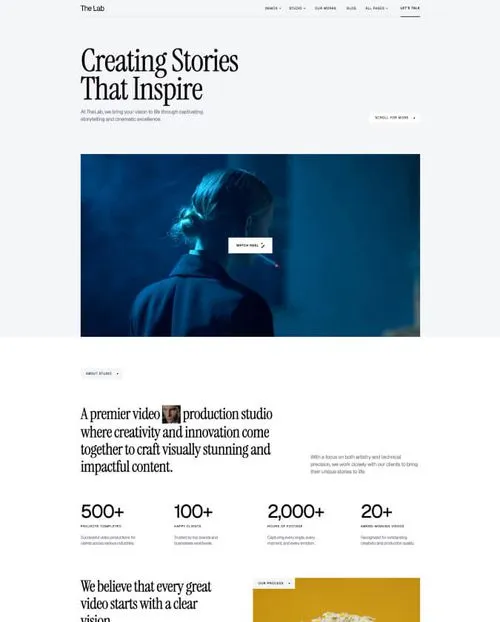 The Lab
DEMOS STUDIO OUR WORKS BLOG ALL PAGES LET'S TALK
Creating Stories
That Inspire
At The Lab, we bring your vision to life through captivating
storytelling and cinematic excellence.
SCROLL FOR MORE
WATCH REEL
ABOUT STUDIO
A premier video production studio
where creativity and innovation come
together to craft visually stunning and
impactful content.
With a focus on both artistry and technical
precision, we work closely with our clients to bring
their unique stories to life
500+ 100+ 2,000+ 20+
PROJECTS COMPLETED HAPPY CLIENTS HOURS OF FOOTAGE AWARD-WINNING VIDEOS
Successful video productions for Trusted by top brands and Capturing every angle, every Recognized for outstanding
clients across various industries. businesses worldwide. moment, and every emotion. creativity and production quality.
We believe that every great
video starts with a clear
vision
OUR PROCESS